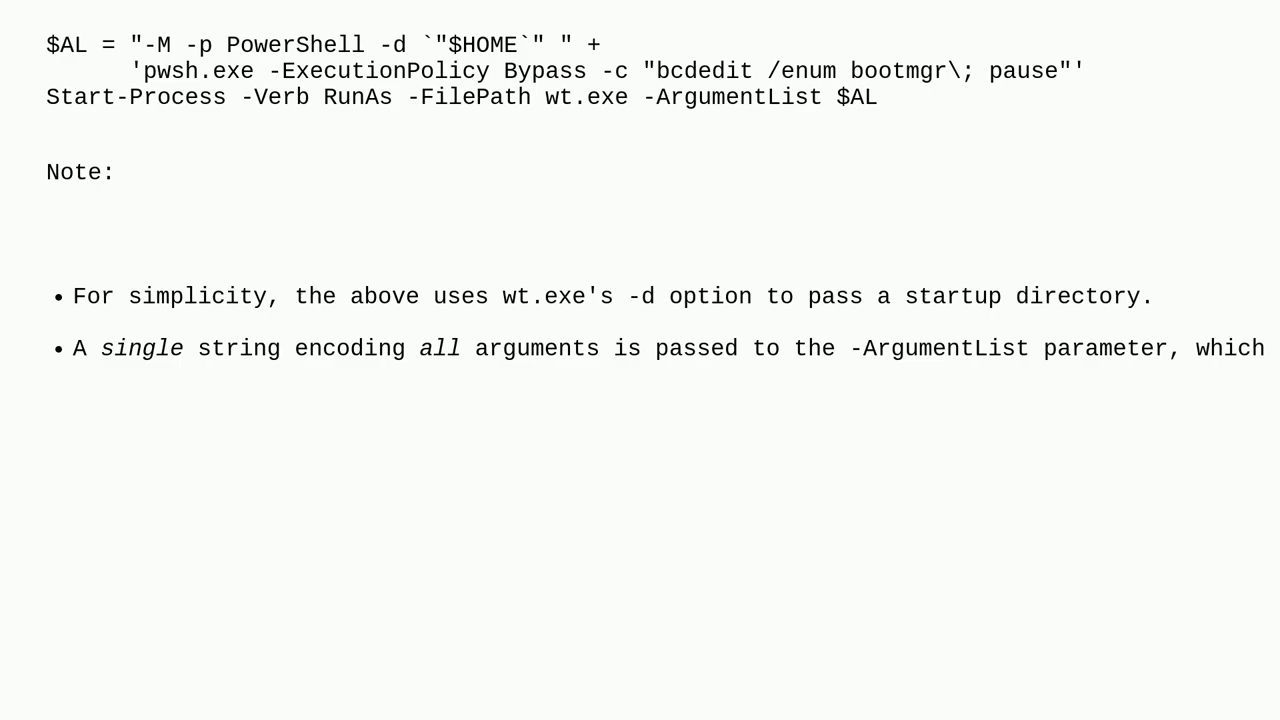 $AL = "-M -p PowerShell -d `"$HOME`" " +
      'pwsh.exe -ExecutionPolicy Bypass -c "bcdedit /enum bootmgr\; pause"'
Start-Process -Verb RunAs -FilePath wt.exe -ArgumentList $AL
Note:
• For simplicity, the above uses wt.exe's -d option to pass a startup directory.
• A single string encoding all arguments is passed to the -ArgumentList parameter, which